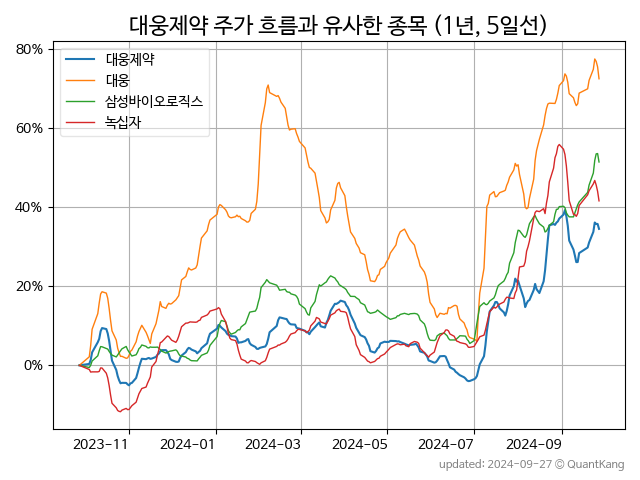 대웅제약 주가 흐름과 유사한 종목 (1년, 5일선)
80%
60%
40%
20%
0%
대웅제약
대웅
삼성바이오로직스
녹십자
2023-11 2024-01 2024-03 2024-05 2024-07 2024-09
updated: 2024-09-27 © QuantKang